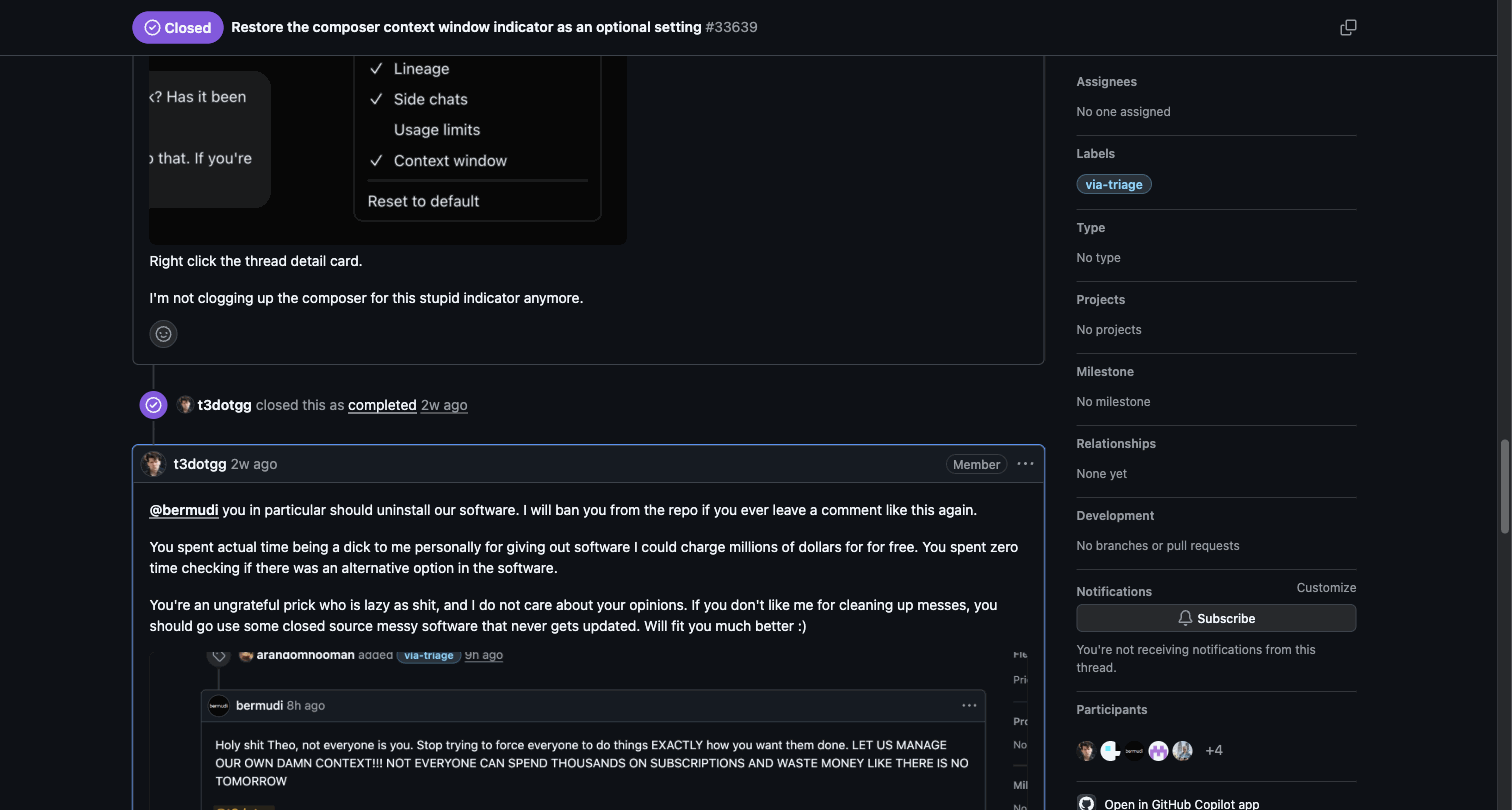 Closed Restore the composer context window indicator as an optional setting #33639
Lineage
k? Has it been
Side chats
Usage limits
o that. If you're
Context window
Reset to default
Right click the thread detail card.
I'm not clogging up the composer for this stupid indicator anymore.
t3dotgg closed this as completed 2w ago
t3dotgg 2w ago Member
@bermudi you in particular should uninstall our software. I will ban you from the repo if you ever leave a comment like this again.
You spent actual time being a dick to me personally for giving out software I could charge millions of dollars for for free. You spent zero
time checking if there was an alternative option in the software.
You're an ungrateful prick who is lazy as shit, and I do not care about your opinions. If you don't like me for cleaning up messes, you
should go use some closed source messy software that never gets updated. Will fit you much better :)
arandomhooman added via-triage 9h ago
bermudi 8h ago
Holy shit Theo, not everyone is you. Stop trying to force everyone to do things EXACTLY how you want them done. LET US MANAGE
OUR OWN DAMN CONTEXT!!! NOT EVERYONE CAN SPEND THOUSANDS ON SUBSCRIPTIONS AND WASTE MONEY LIKE THERE IS NO
TOMORROW
Pri
Pro
No
Mil
No
Assignees
No one assigned
Labels
via-triage
Type
No type
Projects
No projects
Milestone
No milestone
Relationships
None yet
Development
No branches or pull requests
Notifications Customize
Subscribe
You're not receiving notifications from this
thread.
Participants
+4
Open in GitHub Copilot app